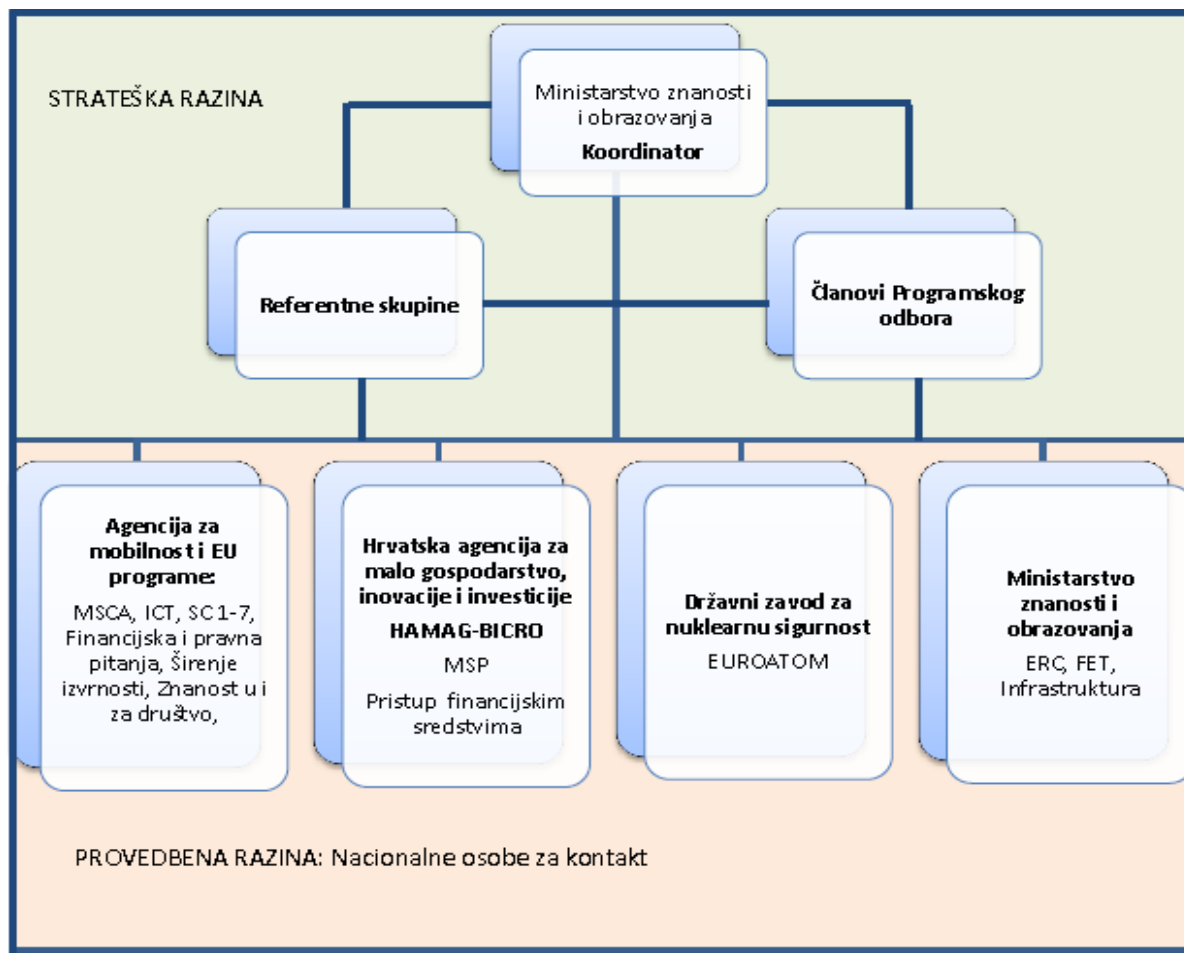 STRATEŠKA RAZINA
Ministarstvo znanosti
i obrazovanja
Koordinator
Referentne skupine
Članovi Programskog
odbora
Agencija za
mobilnost i EU
programe:
MSCA, ICT, SC 1-7,
Financijska i pravna
pitanja, Širenje
izvrnosti, Znanost u i
za društvo,
Hrvatska agencija za
malo gospodarstvo,
inovacije i investicije
HAMAG-BICRO
MSP
Pristup financijskim
sredstvima
Državni zavod za
nuklearnu sigurnost
EUROATOM
Ministarstvo
znanosti i
obrazovanja
ERC, FET,
Infrastruktura
PROVEDBENA RAZINA: Nacionalne osobe za kontakt